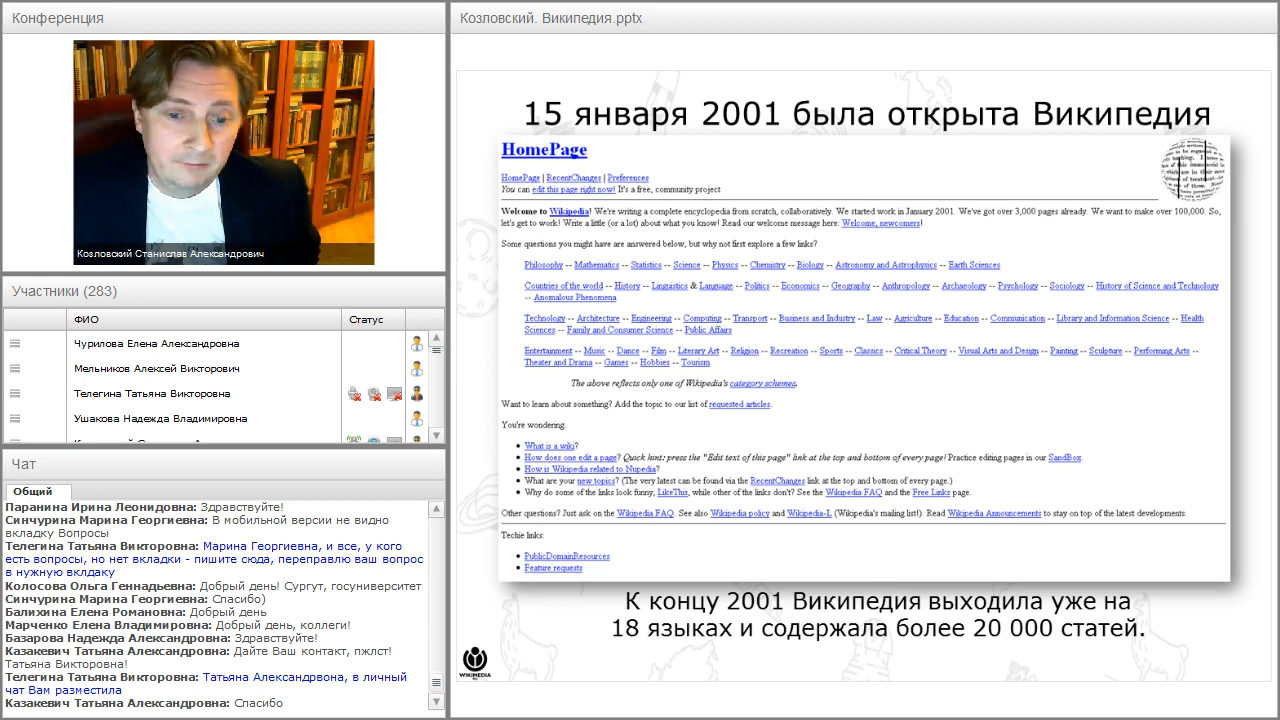 Конференция
Козловский Станислав Александрович
Участники (283)
ФИО
Статус
Чурилова Елена Александровна
Мельников Алексей Викторович
Телегина Татьяна Викторовна
Ушакова Надежда Владимировна
Чат
Общий
Паранина Ирина Леонидовна: Здравствуйте!
Синчурина Марина Георгиевна: В мобильной версии не видно
вкладку Вопросы
Телегина Татьяна Викторовна: Марина Георгиевна, и все, у кого
есть вопросы, но нет вкладки - пишите сюда, переправлю ваш вопрос
в нужную вклдаку
Колосова Ольга Геннадьевна: Добрый день! Сургут, госуниверситет
Синчурина Марина Георгиевна: Спасибо)
Балихина Елена Романовна: Добрый день
Марченко Елена Владимировна: Добрый день, коллеги!
Базарова Надежда Александровна: Здравствуйте!
Казакевич Татьяна Александровна: Дайте Ваш контакт, пжлст!
Татьяна Викторовна!
Телегина Татьяна Викторовна: Татьяна Александрвона, в личный
чат Вам разместила
Казакевич Татьяна Александровна: Спасибо
Козловский. Википедия.pptx
15 января 2001 была открыта Википедия
HomePage
HomePage | RecentChanges | Preferences
You can edit this page right now! It's a free, community project
Welcome to Wikipedia! We're writing a complete encyclopedia from scratch, collaboratively. We started work in January 2001. We've got over 3,000 pages already. We want to make over 100,000. So,
let's get to work! Write a little (or a lot) about what you know! Read our welcome message here: Welcome, newcomers!
Some questions you might have are answered below, but why not first explore a few links?
Philosophy -- Mathematics -- Statistics -- Science -- Physics -- Chemistry -- Biology -- Astronomy and Astrophysics -- Earth Sciences
Countries of the world -- History -- Linguistics & Language -- Politics -- Economics -- Geography -- Anthropology -- Archaeology -- Psychology -- Sociology -- History of Science and Technology
-- Anomalous Phenomena
Technology -- Architecture -- Engineering -- Computing -- Transport -- Business and Industry -- Law -- Agriculture -- Education -- Communication -- Library and Information Science -- Health
Sciences -- Family and Consumer Science -- Public Affairs
Entertainment -- Music -- Dance -- Film -- Literary Art -- Religion -- Recreation -- Sports -- Classics -- Critical Theory -- Visual Arts and Design -- Painting -- Sculpture -- Performing Arts --
Theater and Drama -- Games -- Hobbies -- Tourism
The above reflects only one of Wikipedia's category schemes.
Want to learn about something? Add the topic to our list of requested articles.
You're wondering
• What is a wiki?
• How does one edit a page? Quick hint: press the "Edit text of this page" link at the top and bottom of every page! Practice editing pages in our SandBox.
• How is Wikipedia related to Nupedia?
• What are your new topics? (The very latest can be found via the RecentChanges link at the top and bottom of every page.)
• Why do some of the links look funny, LikeThis, while other of the links don't? See the Wikipedia FAQ and the Free Links page.
Other questions? Just ask on the Wikipedia FAQ. See also Wikipedia policy and Wikipedia-L (Wikipedia's mailing list!). Read Wikipedia Announcements to stay on top of the latest developments.
Techie links:
• PublicDomainResources
• Feature requests
К концу 2001 Википедия выходила уже на
18 языках и содержала более 20 000 статей.
WIKIMEDIA
RU